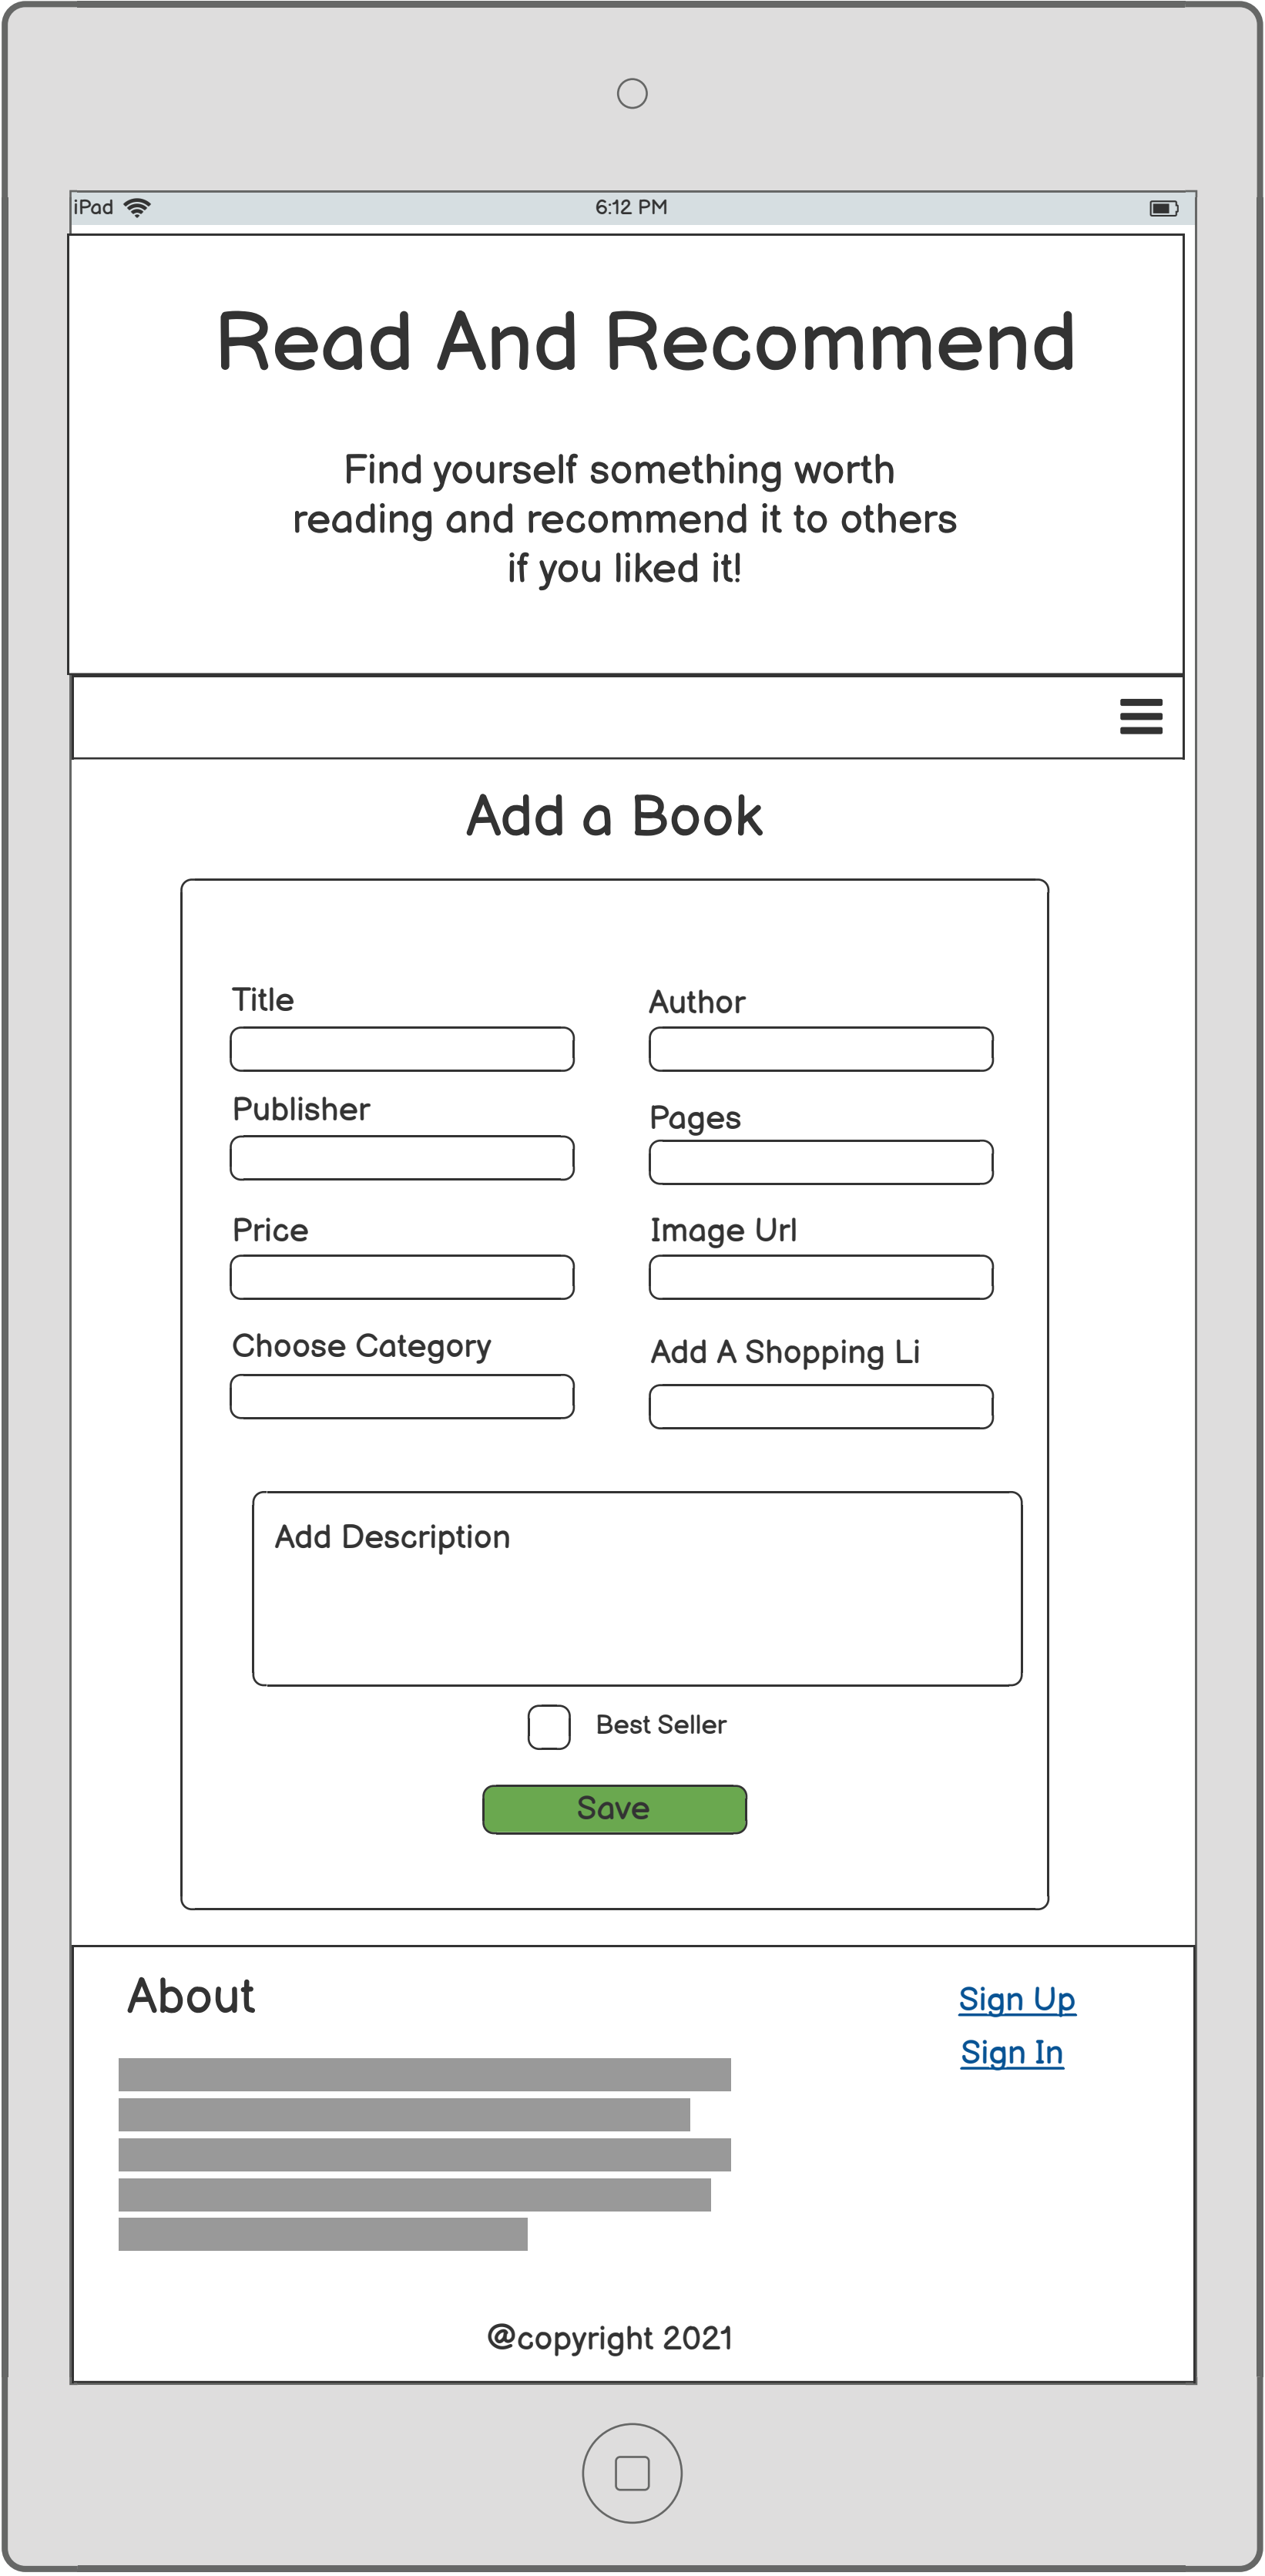 iPad 6:12 PM
Read And Recommend
Find yourself something worth
reading and recommend it to others
if you liked it!
Add a Book
Title Author
Publisher Pages
Price Image Url
Choose Category Add A Shopping Li
Add Description
Best Seller
Save
About
Sign Up
Sign In
@copyright 2021